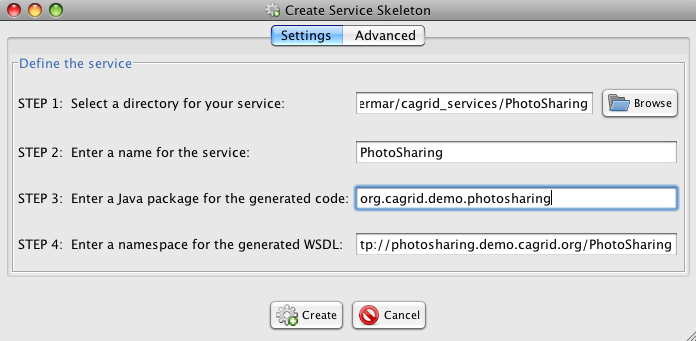 Create Service Skeleton
Settings Advanced
Define the service
STEP 1: Select a directory for your service: ermar/cagrid_services/PhotoSharing Browse
STEP 2: Enter a name for the service: PhotoSharing
STEP 3: Enter a Java package for the generated code: org.cagrid.demo.photosharing
STEP 4: Enter a namespace for the generated WSDL: tp://photosharing.demo.cagrid.org/PhotoSharing
Create Cancel